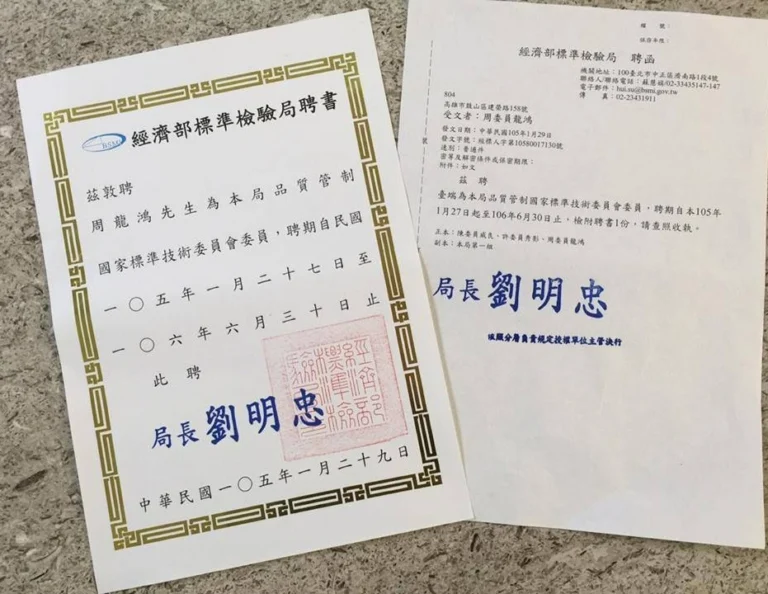 BSMI
經濟部標準檢驗局聘書
茲敦聘
周龍鴻先生為本局品質管制
國家標準技術委員會委員，聘期自民國
一〇五年一月二十七日至
一〇六年六月三十日止
此聘
局長 劉明忠
經濟部標準檢驗局
中華民國一〇五年一月二十九日
檔　號：
保存年限：
經濟部標準檢驗局　聘函
機關地址：100臺北市中正區濟南路1段4號
聯絡人/聯絡電話：蘇慧福/02-33435147-147
電子郵件：hui.su@bsmi.gov.tw
傳　真：02-23431911
804
高雄市鼓山區建榮路158號
受文者：周委員龍鴻
發文日期：中華民國105年1月29日
發文字號：經標人字第10580017130號
速別：普通件
密等及解密條件或保密期限：
附件：如文
茲　聘
臺端為本局品質管制國家標準技術委員會委員，聘期自本105年
1月27日起至106年6月30日止，檢附聘書1份，請查照收執。
正本：陳委員威良、許委員秀影、周委員龍鴻
副本：本局第一組
局長 劉明忠
依照分層負責規定授權單位主管決行